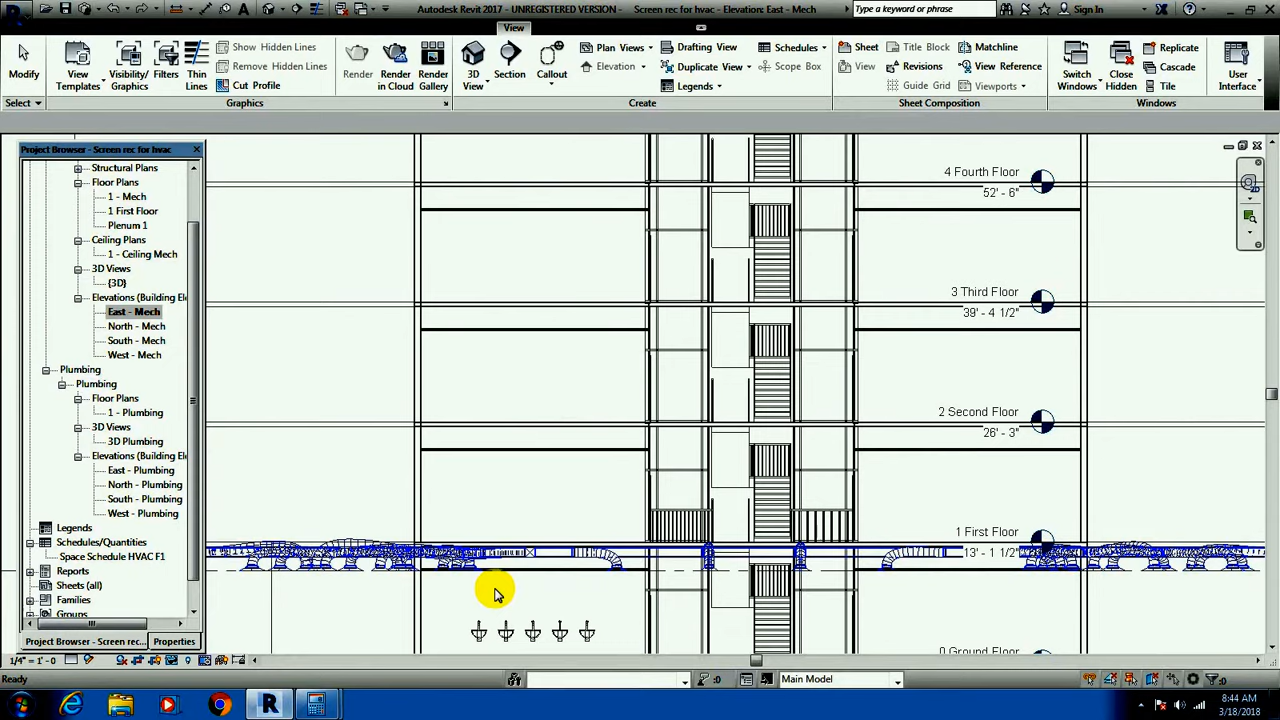 Autodesk Revit 2017 - UNREGISTERED VERSION - Screen rec for hvac - Elevation: East - Mech
Type a keyword or phrase
Sign In
View
Modify
View Templates
Visibility/ Graphics
Filters
Thin Lines
Show Hidden Lines
Remove Hidden Lines
Cut Profile
Render
Render in Cloud
Render Gallery
3D View
Section
Callout
Plan Views
Elevation
Drafting View
Duplicate View
Legends
Schedules
Scope Box
Sheet
View
Title Block
Revisions
Guide Grid
Matchline
View Reference
Viewports
Switch Windows
Close Hidden
Replicate
Cascade
Tile
User Interface
Select
Graphics
Create
Sheet Composition
Windows
Project Browser - Screen rec for hvac
Structural Plans
Floor Plans
1 - Mech
1 First Floor
Plenum 1
Ceiling Plans
1 - Ceiling Mech
3D Views
{3D}
Elevations (Building El
East - Mech
North - Mech
South - Mech
West - Mech
Plumbing
Plumbing
Floor Plans
1 - Plumbing
3D Views
3D Plumbing
Elevations (Building El
East - Plumbing
North - Plumbing
South - Plumbing
West - Plumbing
Legends
Schedules/Quantities
Space Schedule HVAC F1
Reports
Sheets (all)
Families
Groups
Project Browser - Screen rec...
Properties
4 Fourth Floor
52' - 6"
3 Third Floor
39' - 4 1/2"
2 Second Floor
26' - 3"
1 First Floor
13' - 1 1/2"
0 Ground Floor
1/4" = 1'-0
Ready
:0
Main Model
:0
8:44 AM
3/18/2018